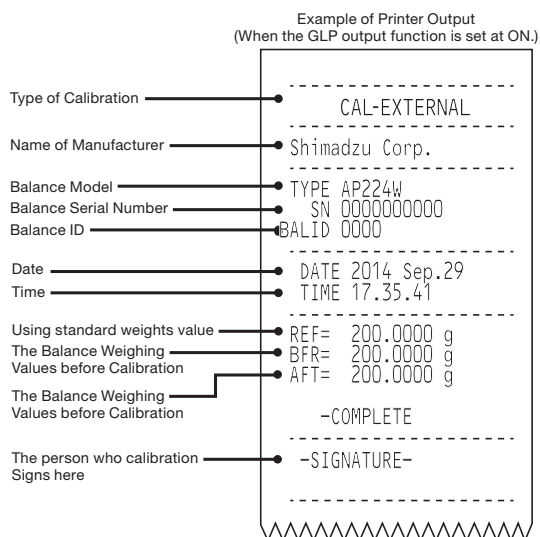 Example of Printer Output
(When the GLP output function is set at ON.)
Type of Calibration
CAL-EXTERNAL
Name of Manufacturer
Shimadzu Corp.
Balance Model
TYPE AP224W
Balance Serial Number
SN 0000000000
Balance ID
BALID 0000
Date
DATE 2014 Sep.29
Time
TIME 17.35.41
Using standard weights value
REF= 200.0000 g
The Balance Weighing
Values before Calibration
BFR= 200.0000 g
AFT= 200.0000 g
The Balance Weighing
Values before Calibration
-COMPLETE
The person who calibration
Signs here
-SIGNATURE-